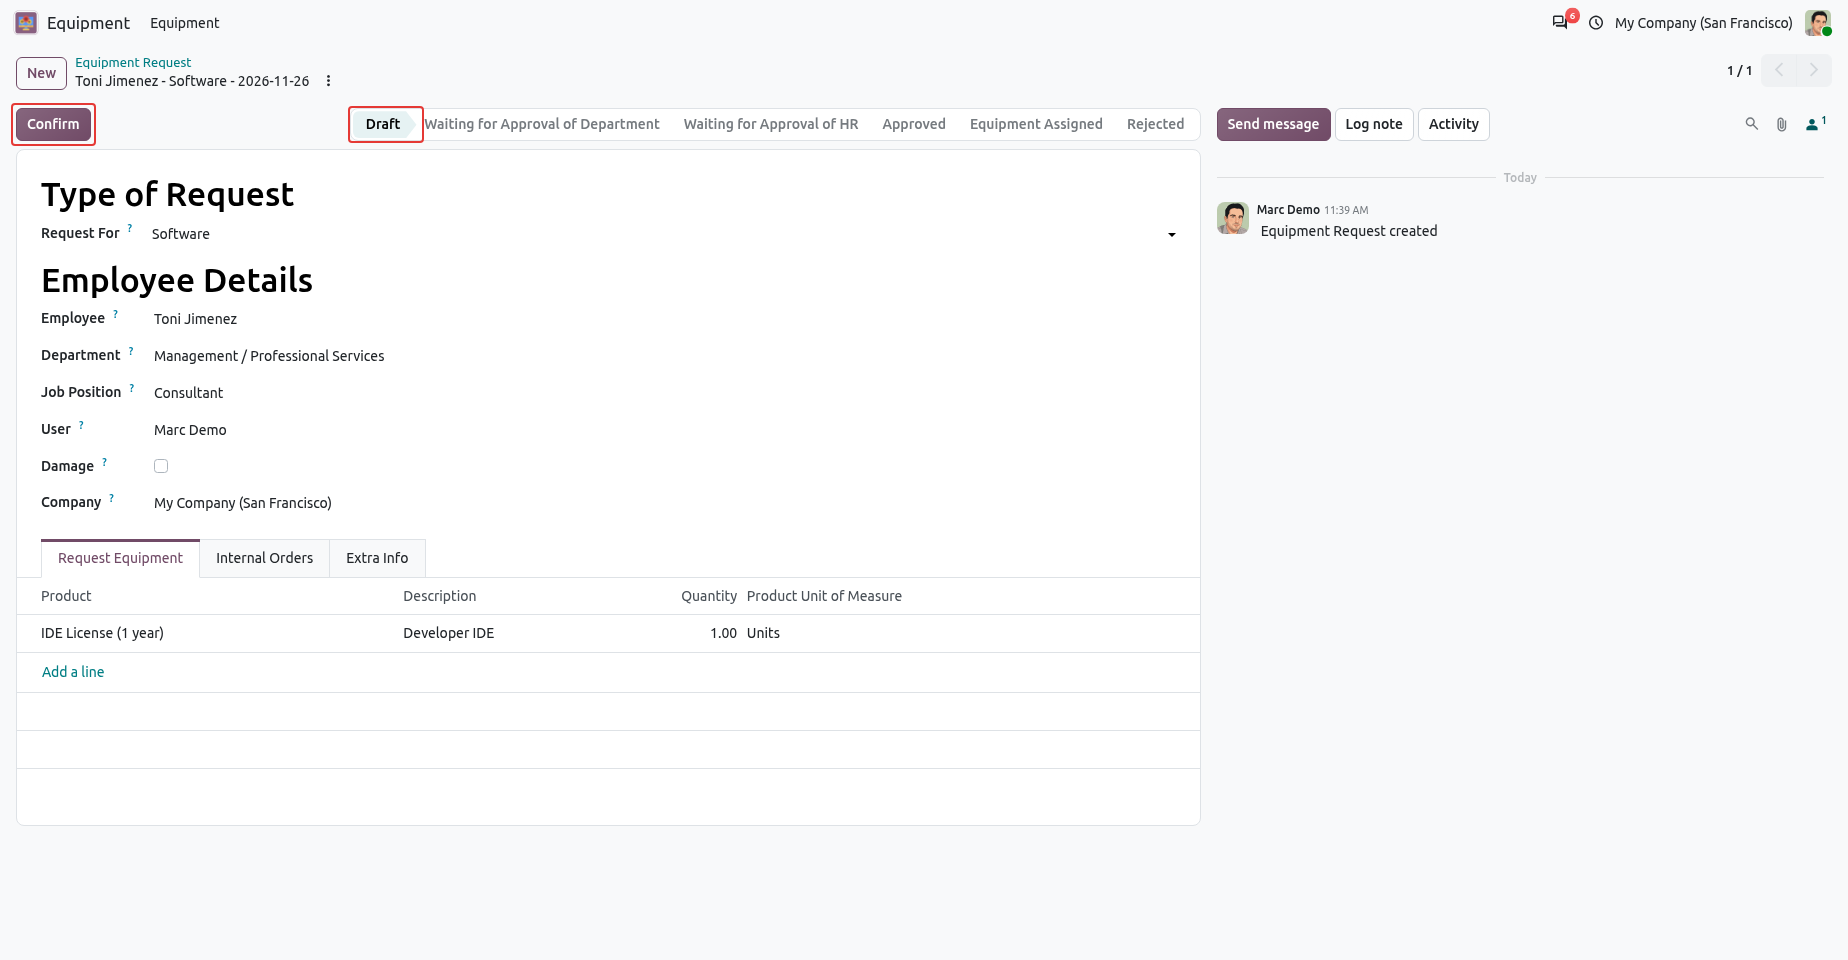 Equipment Equipment 6 My Company (San Francisco)
New Equipment Request
Toni Jimenez - Software - 2026-11-26 1 / 1
Confirm Draft Waiting for Approval of Department Waiting for Approval of HR Approved Equipment Assigned Rejected Send message Log note Activity 1
Type of Request
Request For ? Software
Employee Details
Employee ? Toni Jimenez
Department ? Management / Professional Services
Job Position ? Consultant
User ? Marc Demo
Damage ?
Company ? My Company (San Francisco)
Request Equipment Internal Orders Extra Info
Product Description Quantity Product Unit of Measure
IDE License (1 year) Developer IDE 1.00 Units
Add a line
Today
Marc Demo 11:39 AM
Equipment Request created